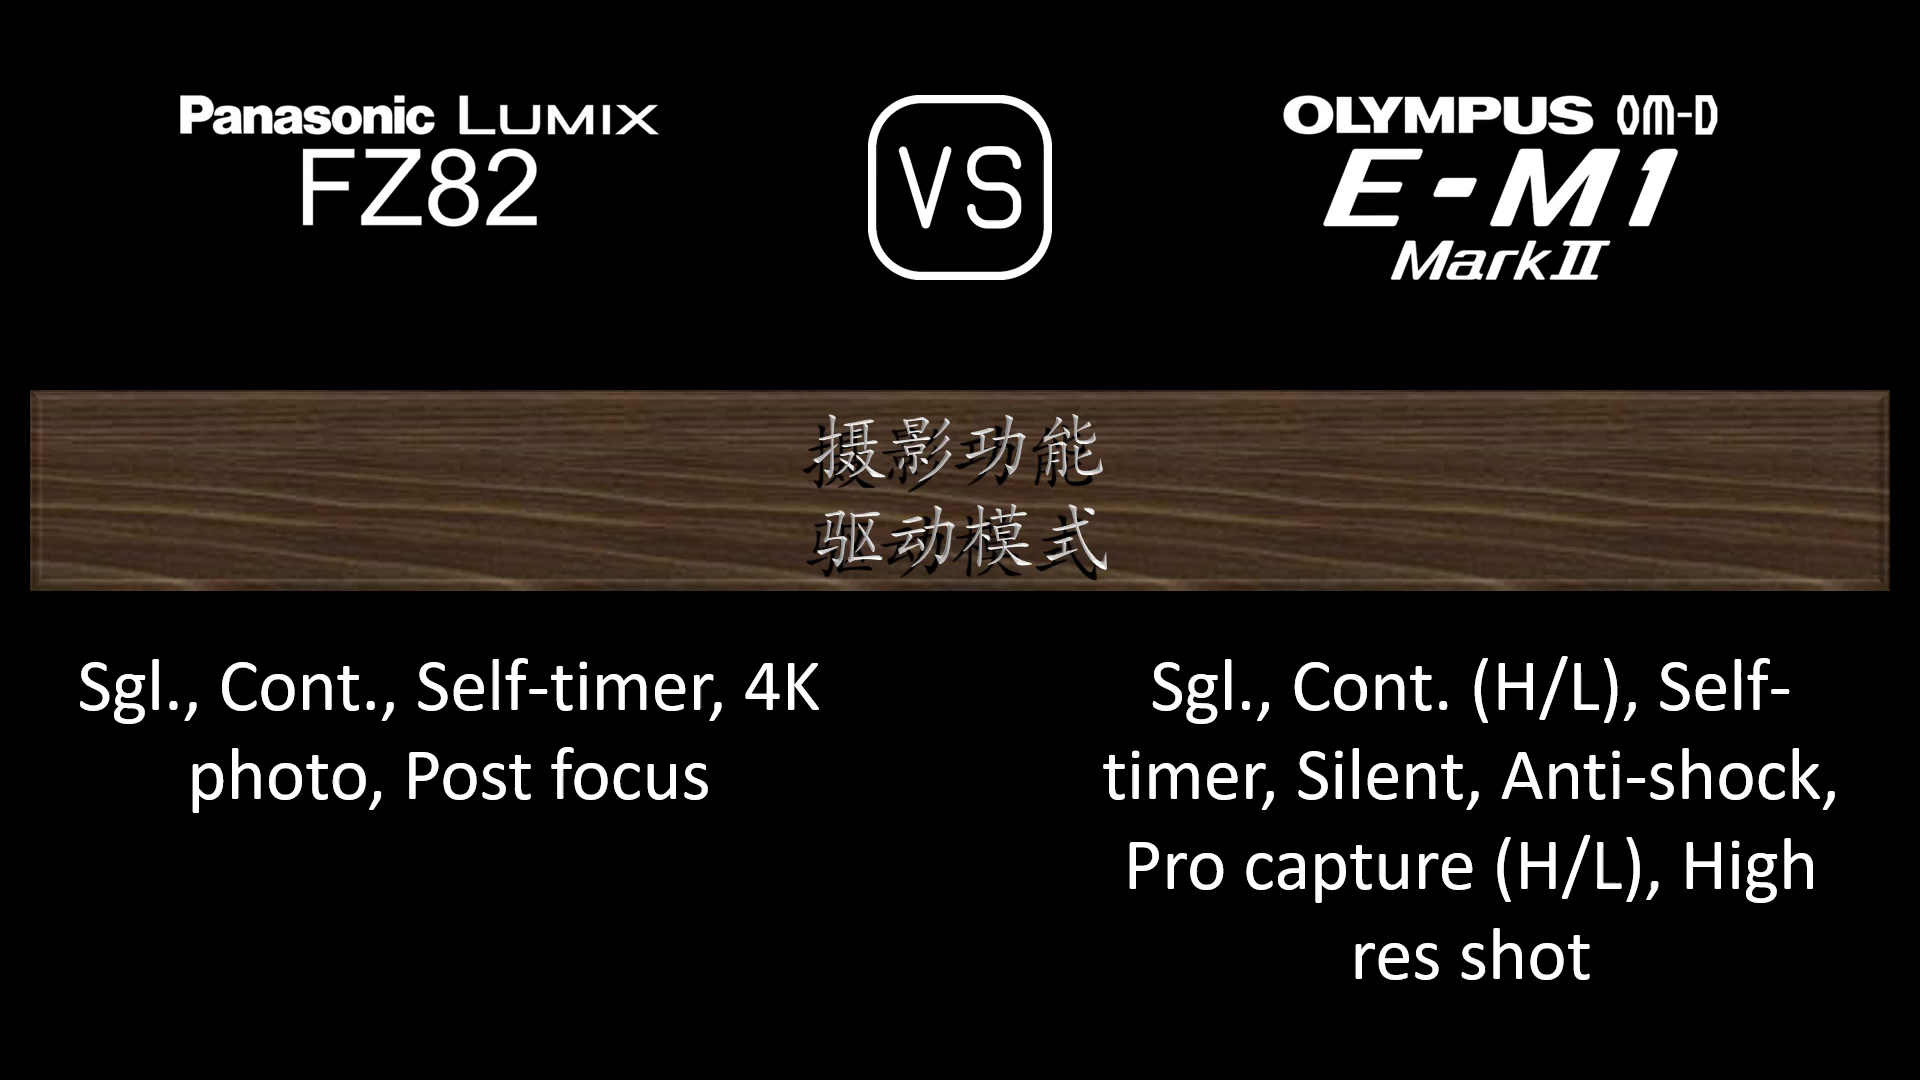 Panasonic LUMIX
FZ82
VS
OLYMPUS OM-D
E-M1
Mark II
摄影功能
驱动模式
Sgl., Cont., Self-timer, 4K
photo, Post focus
Sgl., Cont. (H/L), Self-
timer, Silent, Anti-shock,
Pro capture (H/L), High
res shot